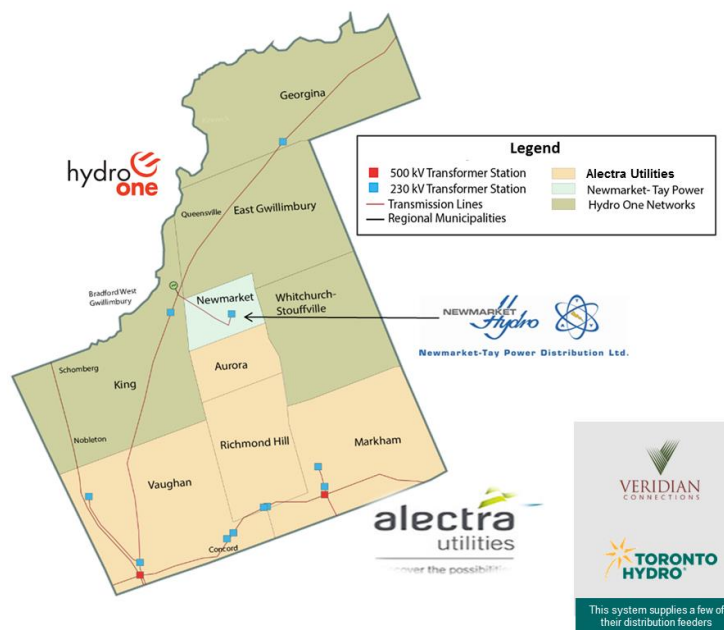 Georgina
hydro
one
Legend
500 kV Transformer Station
230 kV Transformer Station
Transmission Lines
Regional Municipalities
Alectra Utilities
Newmarket- Tay Power
Hydro One Networks
Queensville
East Gwillimbury
Bradford West
Gwillimbury
Newmarket
Whitchurch-
Stouffville
NEWMARKET
Hydro
Newmarket-Tay Power Distribution Ltd.
Schomberg
King
Aurora
Nobleton
Vaughan
Richmond Hill
Markham
Concord
alectra
utilities
over the possibiliti
VERIDIAN
CONNECTIONS
TORONTO
HYDRO
This system supplies a few of
their distribution feeders